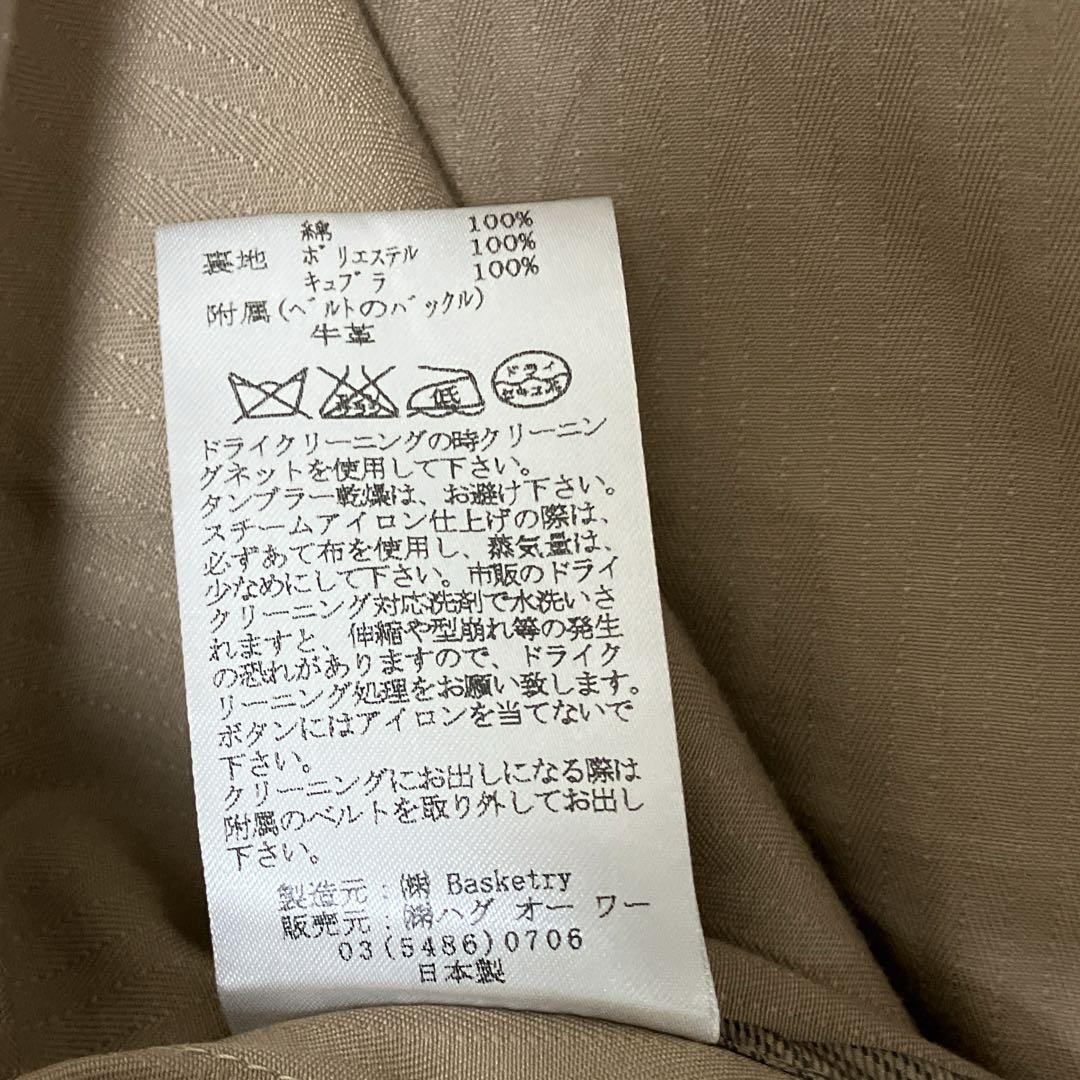 綿 100%
裏地 ポリエステル 100%
キュプラ 100%
附属(ベルトのバックル)
牛革
低 ドライ
ドライクリーニングの時クリーニン
グネットを使用して下さい。
タンブラー乾燥は、お避け下さい。
スチームアイロン仕上げの際は、
必ずあて布を使用し、蒸気量は、
少なめにして下さい。市販のドライ
クリーニング対応洗剤で水洗いさ
れますと、伸縮や型崩れ等の発生
の恐れがありますので、ドライク
リーニング処理をお願い致します。
ボタンにはアイロンを当てないで
下さい。
クリーニングにお出しになる際は
附属のベルトを取り外してお出し
下さい。
製造元:㈱ Basketry
販売元:㈱ハグ オー ワー
03(5486)0706
日本製